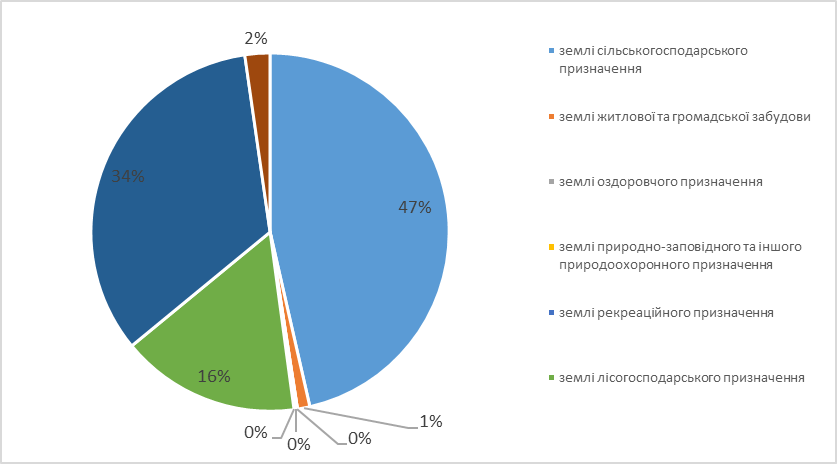 2%
34%
47%
16%
0%
0%
0%
1%
землі сільськогосподарського
призначення
землі житлової та громадської забудови
землі оздоровчого призначення
землі природно-заповідного та іншого
природоохоронного призначення
землі рекреаційного призначення
землі лісогосподарського призначення